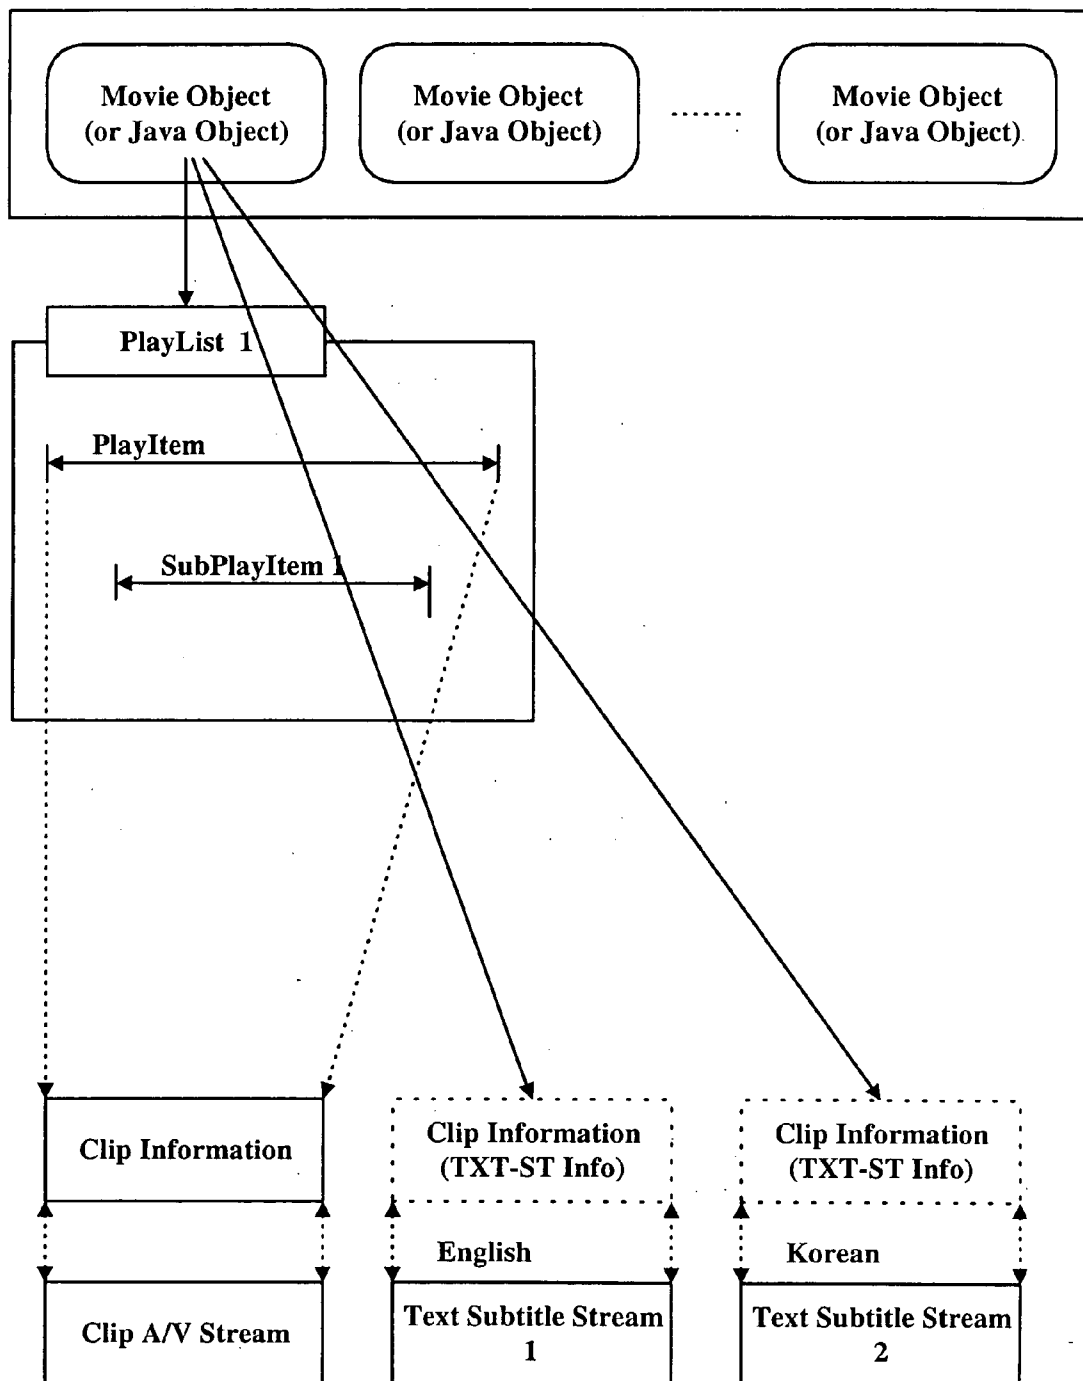 Movie Object
(or Java Object)
Movie Object
(or Java Object)
........
Movie Object
(or Java Object)
PlayList 1
PlayItem
SubPlayItem 1
Clip Information
Clip Information
(TXT-ST Info)
Clip Information
(TXT-ST Info)
English
Korean
Clip A/V Stream
Text Subtitle Stream
1
Text Subtitle Stream
2